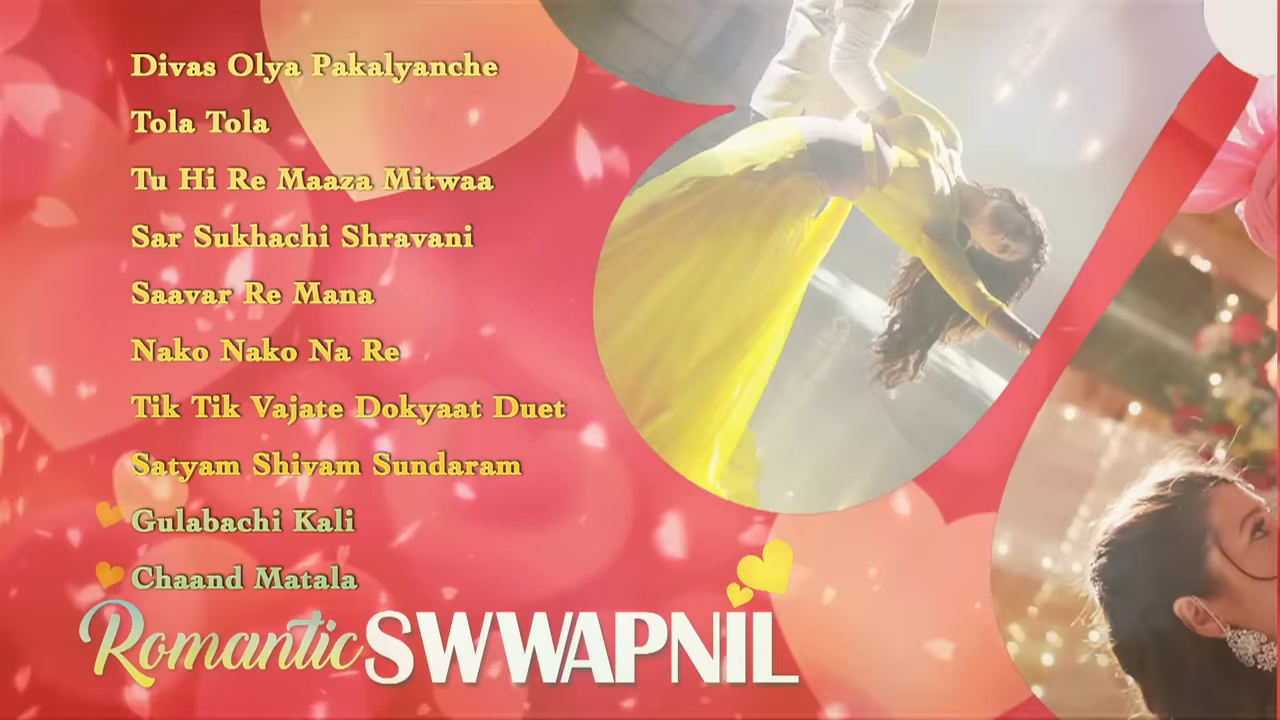 Divas Olya Pakalyanche
Tola Tola
Tu Hi Re Maaza Mitwaa
Sar Sukhachi Shravani
Saavar Re Mana
Nako Nako Na Re
Tik Tik Vajate Dokyaat Duet
Satyam Shivam Sundaram
Gulabachi Kali
Chaand Matala
Romantic SWWAPNIL